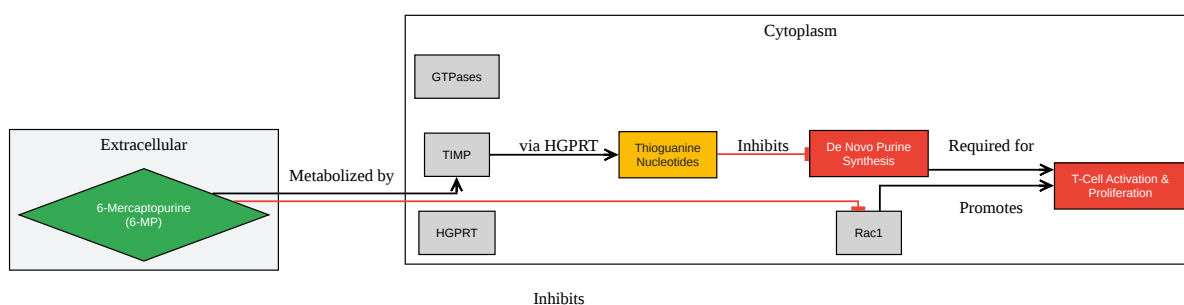 Cytoplasm
GTPases
Extracellular
6-Mercaptopurine
(6-MP)
Metabolized by
TIMP
via HGPRT
Thioguanine
Nucleotides
Inhibits
De Novo Purine
Synthesis
Required for
T-Cell Activation &
Proliferation
Promotes
HGPRT
Rac1
Inhibits